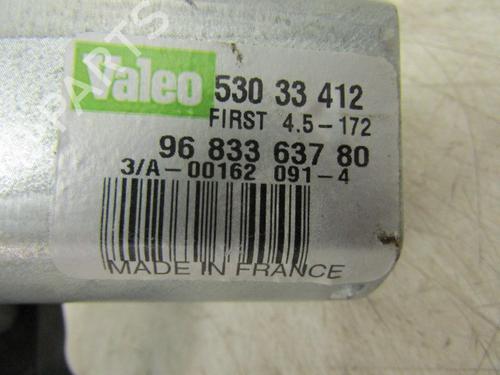 Valeo 530 33 412
FIRST 4.5-172
96 833 637 80
3/A-00162 091-4
MADE IN FRANCE